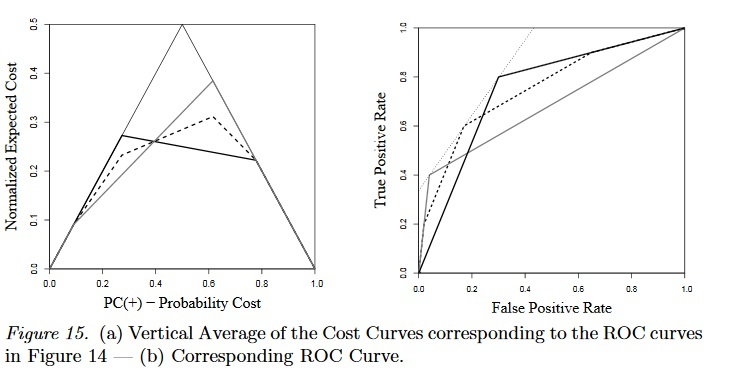 0.5
0.4
0.3
0.2
0.1
0.0
Normalized Expected Cost
0.0 0.2 0.4 0.6 0.8 1.0
PC(+) − Probability Cost
1.0
0.8
0.6
0.4
0.2
0.0
True Positive Rate
0.0 0.2 0.4 0.6 0.8 1.0
False Positive Rate
Figure 15. (a) Vertical Average of the Cost Curves corresponding to the ROC curves
in Figure 14 — (b) Corresponding ROC Curve.